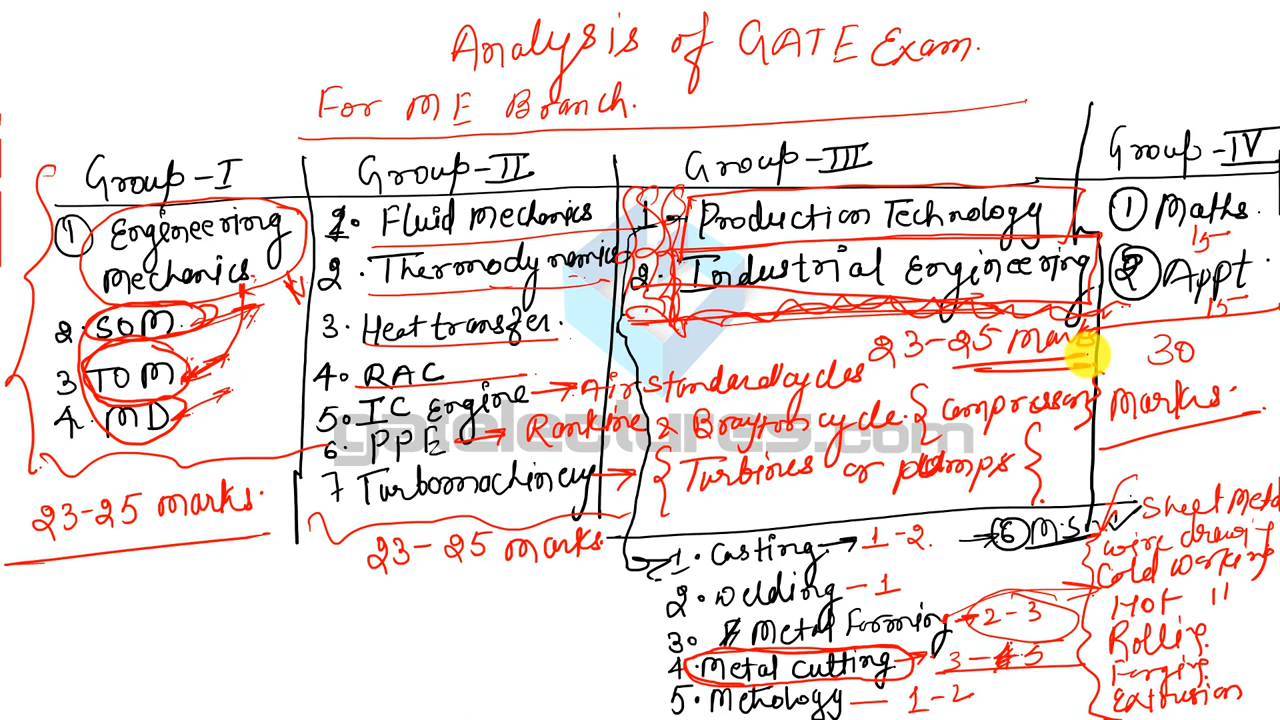 Analysis of GATE Exam.
For ME Branch.
Group-I
① Engineering
Mechanics
2. SOM
3 TOM
4. MD
23-25 marks.
Group-II
1. Fluid Mechanics
2. Thermodynamics
3. Heat transfer.
4. RAC
5. IC Engine → Air standard cycles
6. PPE → Rankine & Brayton cycle. { compressor }
7 Turbomachinery → { Turbines or pumps }
23-25 marks.
Group-III
1 - Production Technology
2. Industrial Engineering
23-25 Marks
1. Casting → 1-2.
2. Welding - 1
3. Metal Forming → 2-3
4. Metal cutting → 3-5
5. Metrology - 1-2
→ ⑥ M.S
Sheet Metal
wire drawing
Cold working
Hot "
Rolling
Forging
Extrusion
Group-IV
① Maths.
15
② Appt.
15
30
Marks.
gatelectures.com